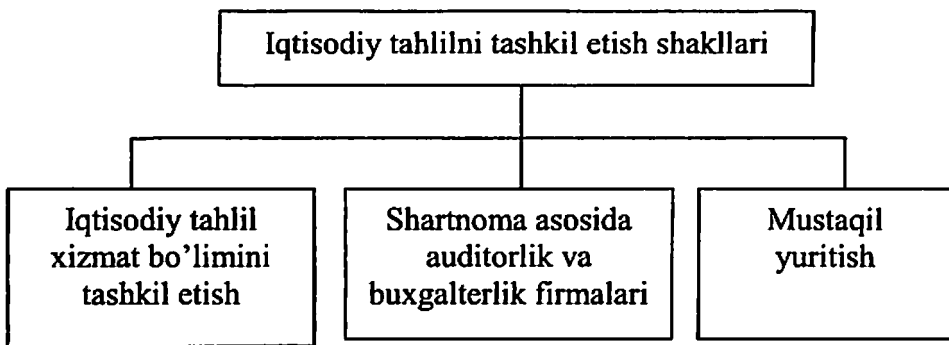 Iqtisodiy tahlilni tashkil etish shakllari
Iqtisodiy tahlil
xizmat bo’limini
tashkil etish
Shartnoma asosida
auditorlik va
buxgalterlik firmalari
Mustaqil
yuritish